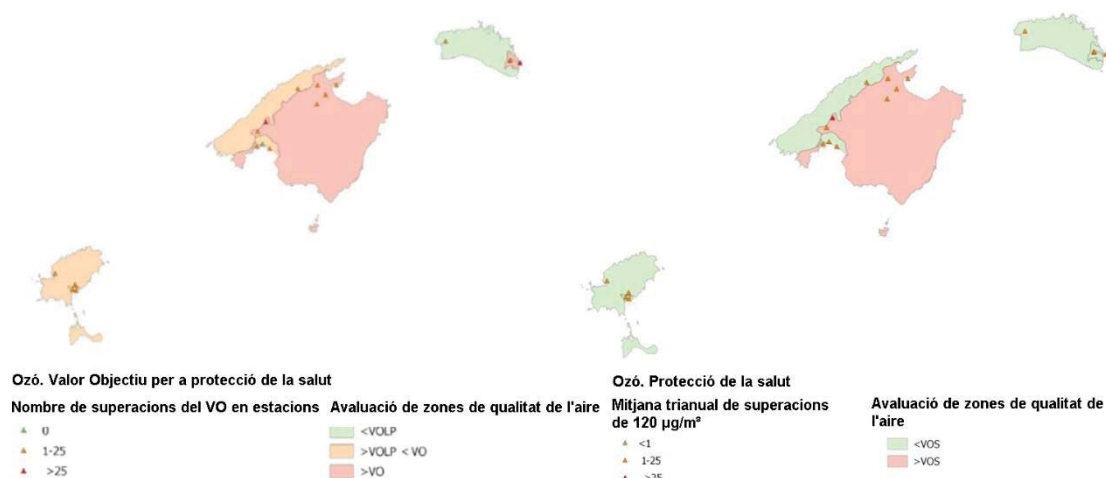 Ozó. Valor Objectiu per a protecció de la salut
Nombre de superacions del VO en estacions
0
1-25
>25
Avaluació de zones de qualitat de l'aire
<VOLP
>VOLP < VO
>VO
Ozó. Protecció de la salut
Mitjana trianual de superacions
de 120 µg/m³
<1
1-25
>25
Avaluació de zones de qualitat de
l'aire
<VOS
>VOS